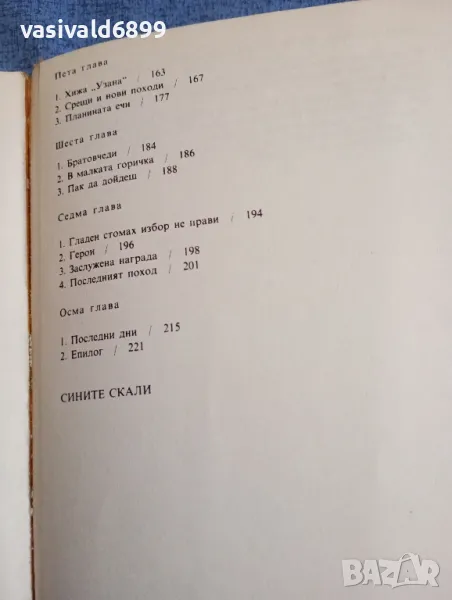 vasivald6899
Пета глава
1. Хижа „Узана" / 163
2. Срещи и нови походи / 167
3. Планината ечи / 177
Шеста глава
1. Братовчеди / 184
2. В малката горичка / 186
3. Пак да дойдеш / 188
Седма глава
1. Гладен стомах избор не прави / 194
2. Герои / 196
3. Заслужена награда / 198
4. Последният поход / 201
Осма глава
1. Последни дни / 215
2. Епилог / 221
СИНИТЕ СКАЛИ
BAZAR
bazar.bg